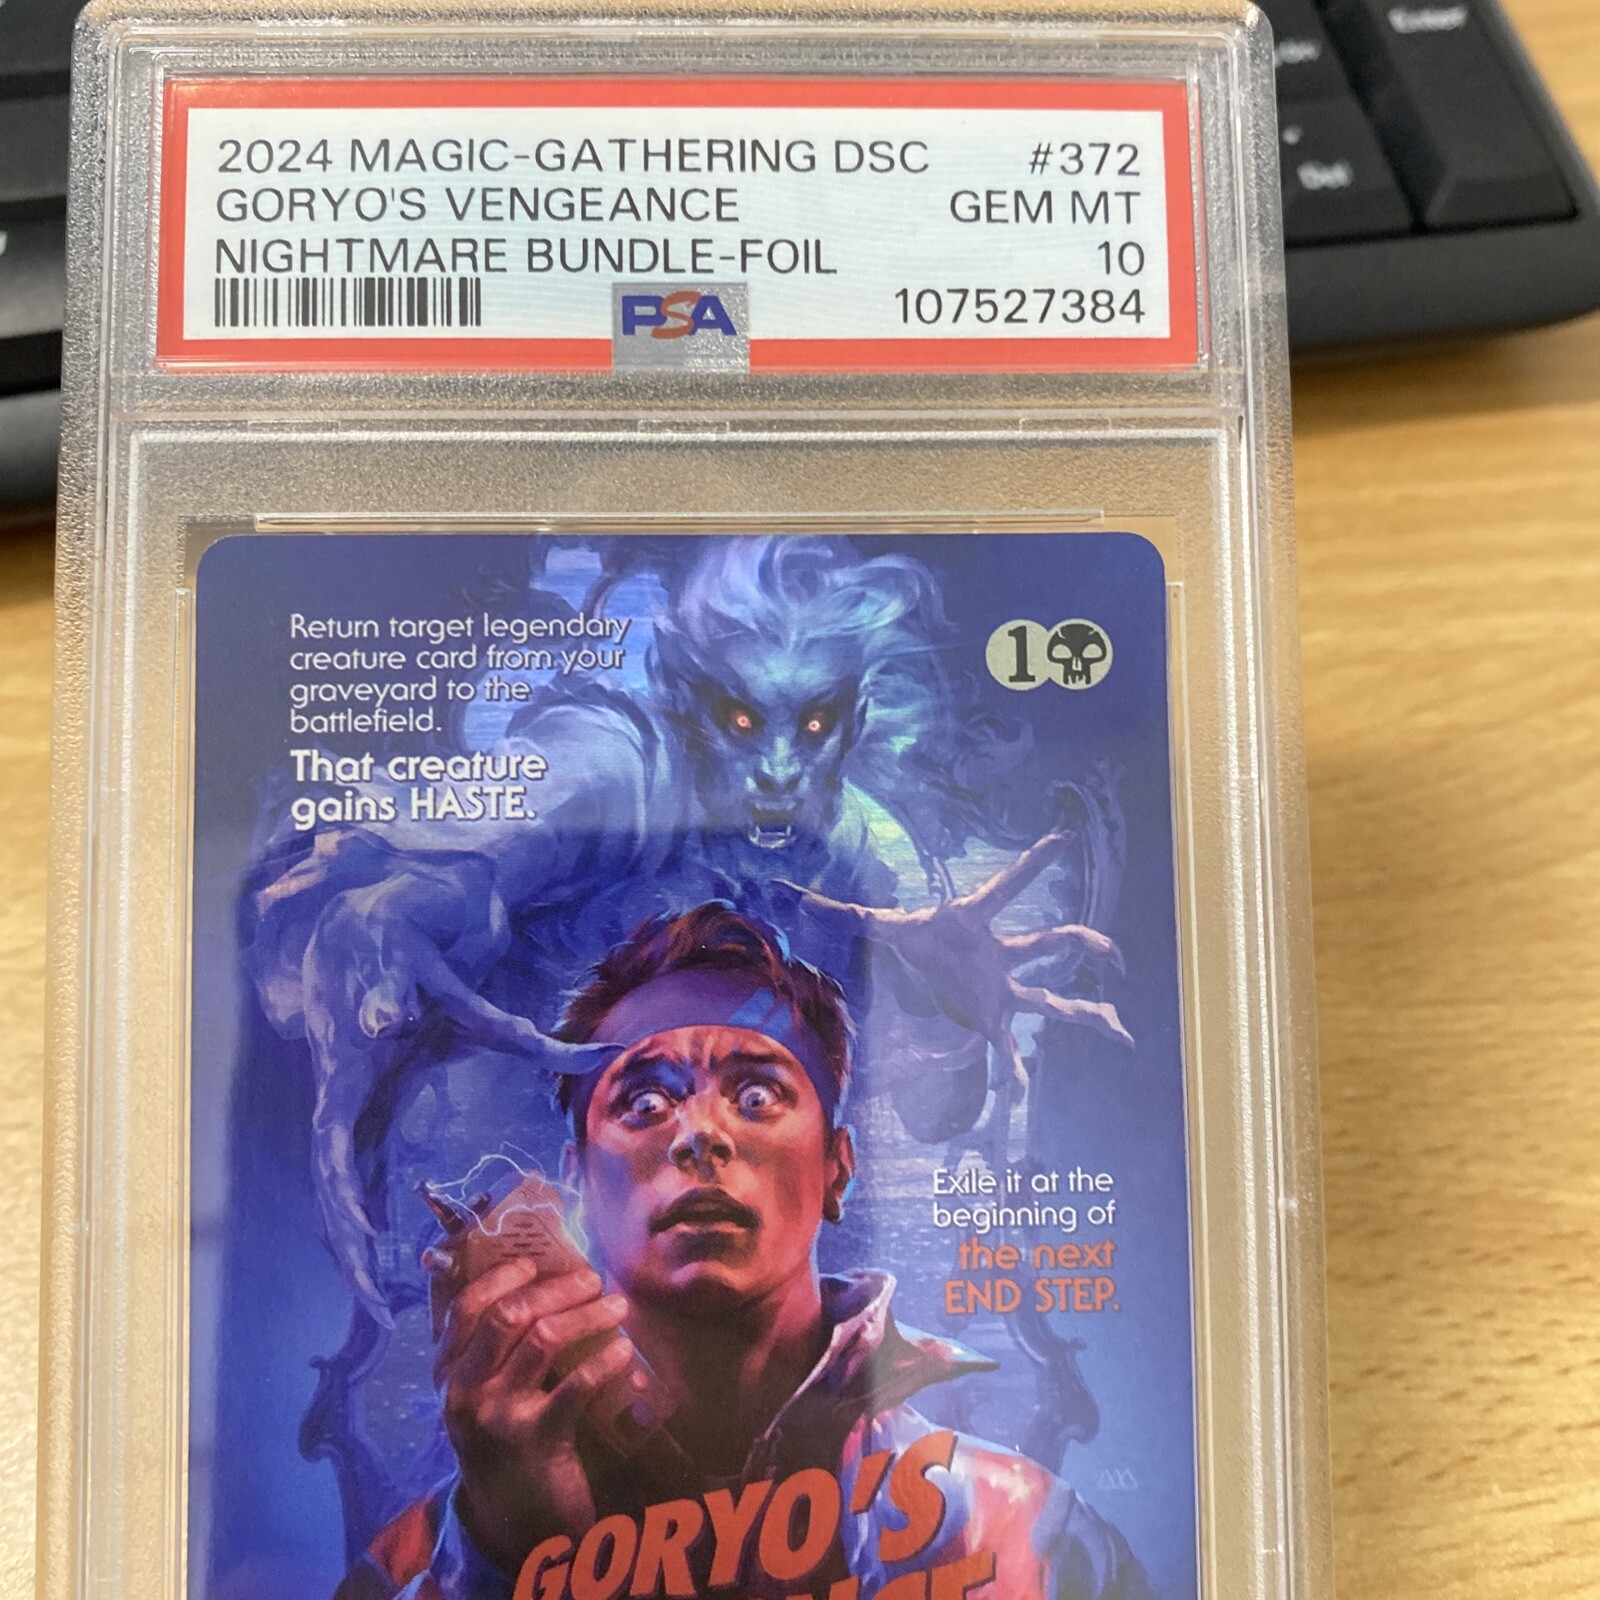 2024 MAGIC-GATHERING DSC #372
GORYO'S VENGEANCE GEM MT
NIGHTMARE BUNDLE-FOIL 10
PSA 107527384
Return target legendary
creature card from your
graveyard to the
battlefield.
That creature
gains HASTE.
1
Exile it at the
beginning of
the next
END STEP.
GORYO'S
Enter
Del